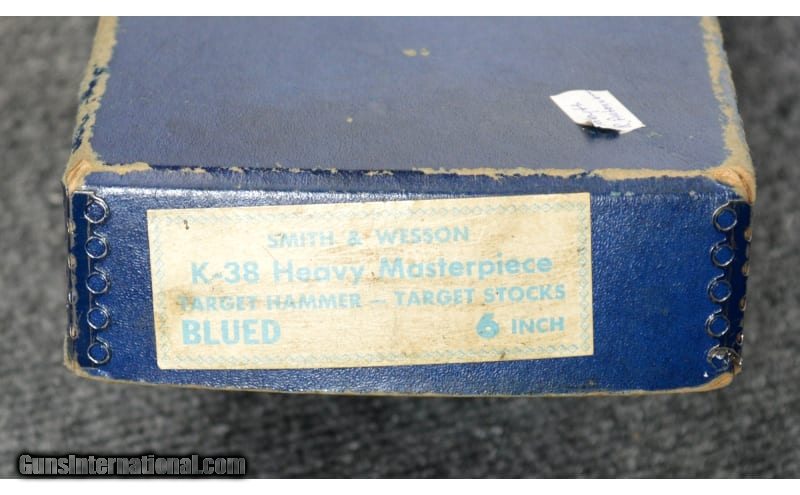 SMITH & WESSON
K-38 Heavy Masterpiece
TARGET HAMMER — TARGET STOCKS
BLUED 6 INCH
GunsInternational.com